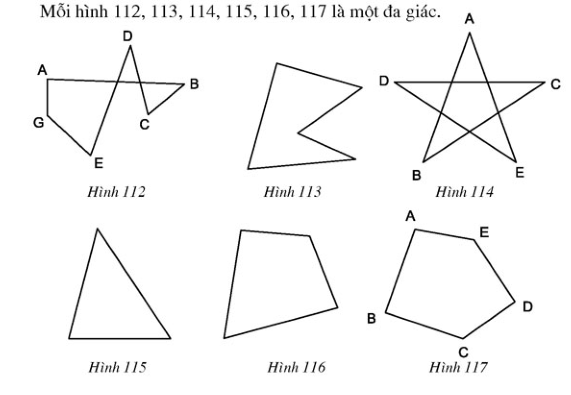 Mỗi hình 112, 113, 114, 115, 116, 117 là một đa giác.
D
A
B
G
C
E
Hình 112
Hình 113
A
D
C
B
E
Hình 114
Hình 115
Hình 116
A
E
D
B
C
Hình 117